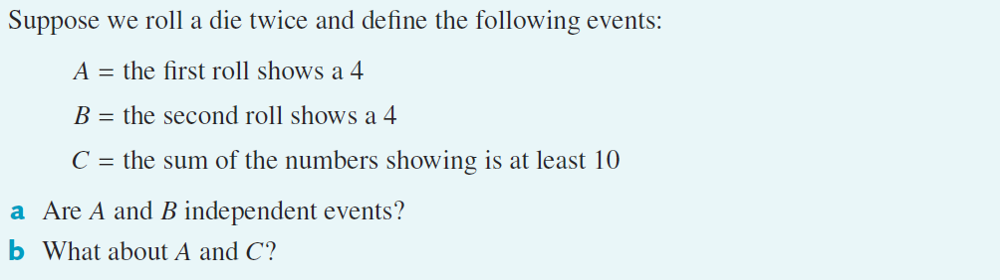 Suppose we roll a die twice and define the following events:
A = the first roll shows a 4
B = the second roll shows a 4
C = the sum of the numbers showing is at least 10
a Are A and B independent events?
b What about A and C?